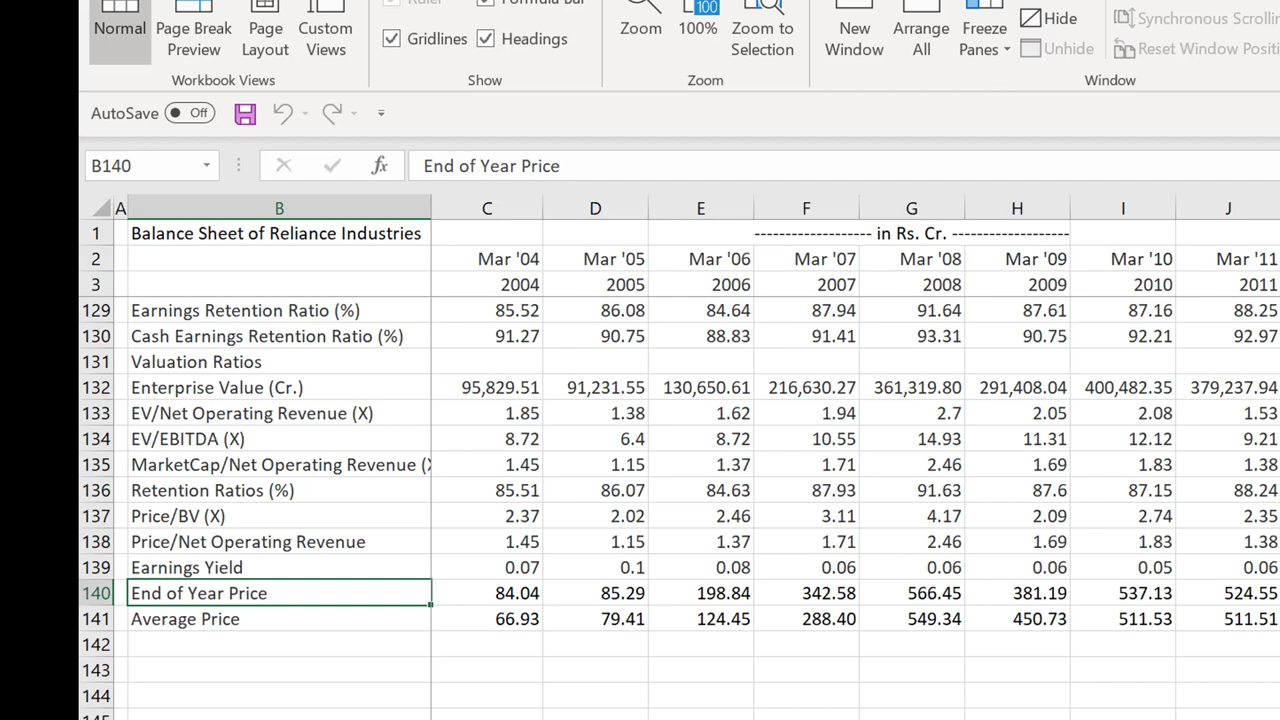 Ruler Formula Bar
100
Normal Page Break Preview Page Layout Custom Views
Gridlines Headings
Zoom 100% Zoom to Selection
New Window Arrange All Freeze Panes
Hide
Unhide
Synchronous Scrollin
Reset Window Positi
Workbook Views Show Zoom Window
AutoSave Off
B140 fx End of Year Price
A B C D E F G H I J
1 Balance Sheet of Reliance Industries ------------------ in Rs. Cr. ------------------
2 Mar '04 Mar '05 Mar '06 Mar '07 Mar '08 Mar '09 Mar '10 Mar '11
3 2004 2005 2006 2007 2008 2009 2010 2011
129 Earnings Retention Ratio (%) 85.52 86.08 84.64 87.94 91.64 87.61 87.16 88.25
130 Cash Earnings Retention Ratio (%) 91.27 90.75 88.83 91.41 93.31 90.75 92.21 92.97
131 Valuation Ratios
132 Enterprise Value (Cr.) 95,829.51 91,231.55 130,650.61 216,630.27 361,319.80 291,408.04 400,482.35 379,237.94
133 EV/Net Operating Revenue (X) 1.85 1.38 1.62 1.94 2.7 2.05 2.08 1.53
134 EV/EBITDA (X) 8.72 6.4 8.72 10.55 14.93 11.31 12.12 9.21
135 MarketCap/Net Operating Revenue (X 1.45 1.15 1.37 1.71 2.46 1.69 1.83 1.38
136 Retention Ratios (%) 85.51 86.07 84.63 87.93 91.63 87.6 87.15 88.24
137 Price/BV (X) 2.37 2.02 2.46 3.11 4.17 2.09 2.74 2.35
138 Price/Net Operating Revenue 1.45 1.15 1.37 1.71 2.46 1.69 1.83 1.38
139 Earnings Yield 0.07 0.1 0.08 0.06 0.06 0.06 0.05 0.06
140 End of Year Price 84.04 85.29 198.84 342.58 566.45 381.19 537.13 524.55
141 Average Price 66.93 79.41 124.45 288.40 549.34 450.73 511.53 511.51
142
143
144
145